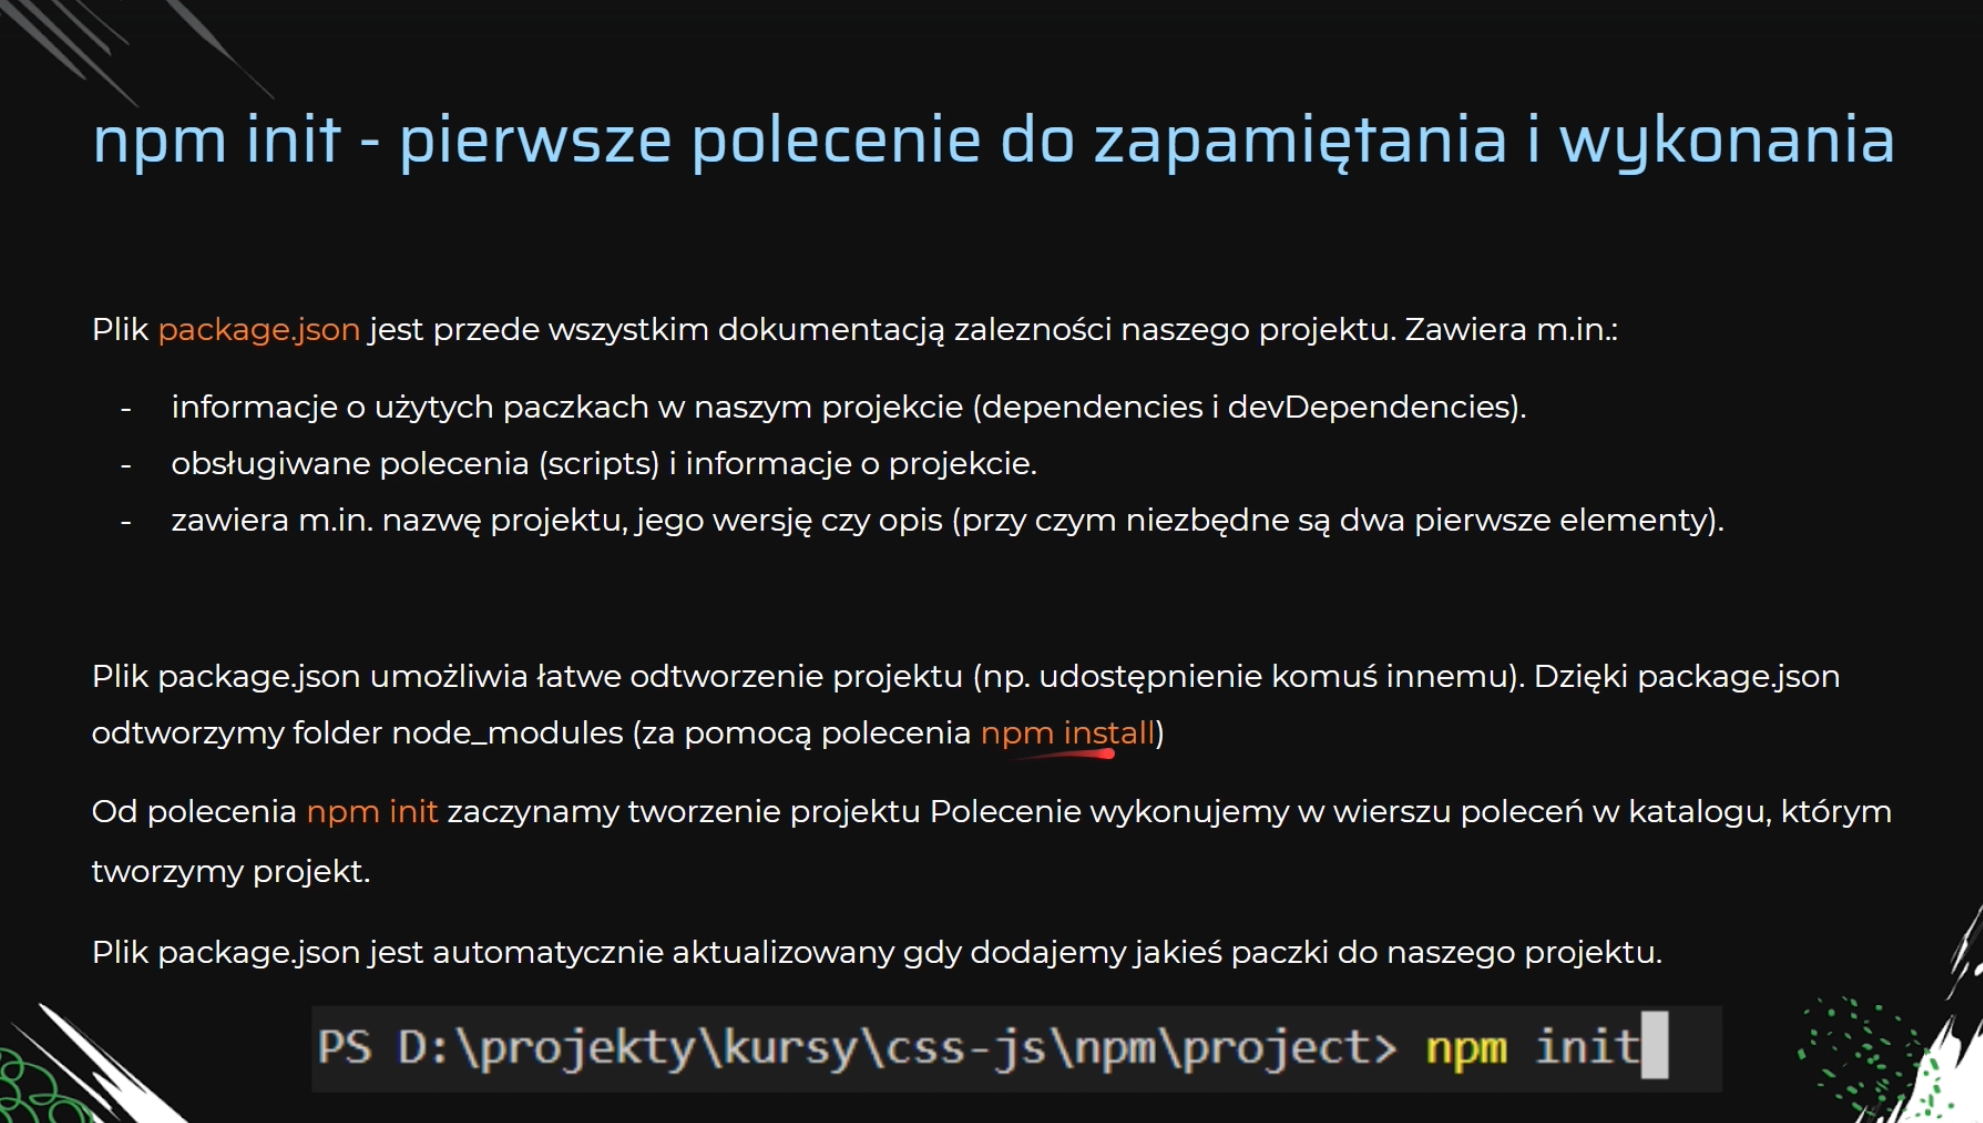 npm init - pierwsze polecenie do zapamiętania i wykonania
Plik package.json jest przede wszystkim dokumentacją zalezności naszego projektu. Zawiera m.in.:
- informacje o użytych paczkach w naszym projekcie (dependencies i devDependencies).
- obsługiwane polecenia (scripts) i informacje o projekcie.
- zawiera m.in. nazwę projektu, jego wersję czy opis (przy czym niezbędne są dwa pierwsze elementy).
Plik package.json umożliwia łatwe odtworzenie projektu (np. udostępnienie komuś innemu). Dzięki package.json
odtworzymy folder node_modules (za pomocą polecenia npm install)
Od polecenia npm init zaczynamy tworzenie projektu Polecenie wykonujemy w wierszu poleceń w katalogu, którym
tworzymy projekt.
Plik package.json jest automatycznie aktualizowany gdy dodajemy jakieś paczki do naszego projektu.
PS D:\projekty\kursy\css-js\npm\project> npm init